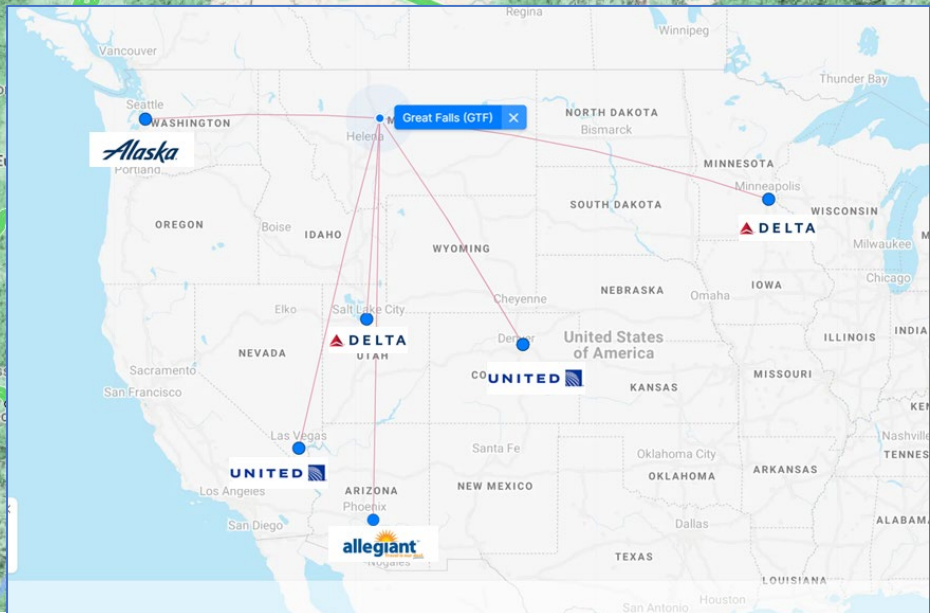 Regina
Winnipeg
Vancouver
Thunder Bay
Seattle
WASHINGTON
Great Falls (GTF) ✕
Helena
NORTH DAKOTA
Bismarck
Alaska
Portland
MINNESOTA
Minneapolis
OREGON
Boise
IDAHO
SOUTH DAKOTA
WISCONSIN
DELTA
WYOMING
Milwaukee
Chicago
Elko
Salt Lake City
Cheyenne
NEBRASKA
Omaha
IOWA
DELTA
UTAH
NEVADA
United States
of America
ILLINOIS
INDIA
Sacramento
San Francisco
UNITED
KANSAS
MISSOURI
KEN
Las Vegas
Nashville
TENNES
UNITED
Santa Fe
Oklahoma City
OKLAHOMA
ARKANSAS
Los Angeles
ARIZONA
Phoenix
NEW MEXICO
San Diego
Dallas
ALABAMA
allegiant
Nogales
TEXAS
LOUISIANA
Houston
San Antonio